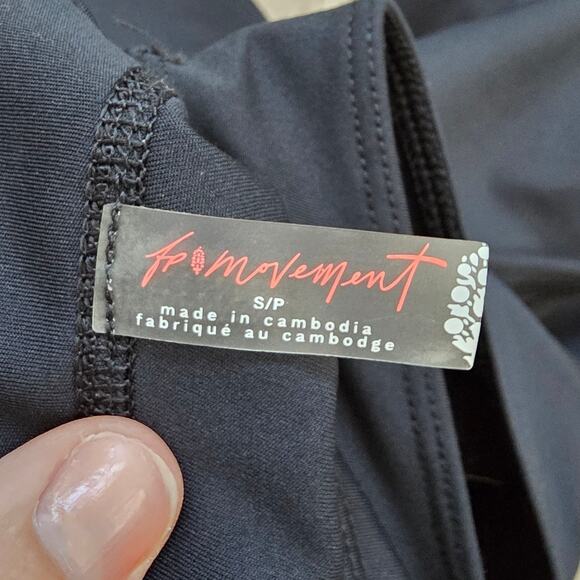 fp movement
S/P
made in cambodia
fabriqué au cambodge